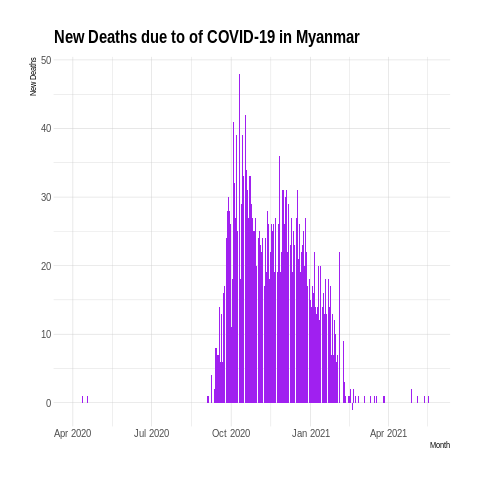 New Deaths due to of COVID-19 in Myanmar
New Deaths
50
40
30
20
10
0
Apr 2020 Jul 2020 Oct 2020 Jan 2021 Apr 2021
Month